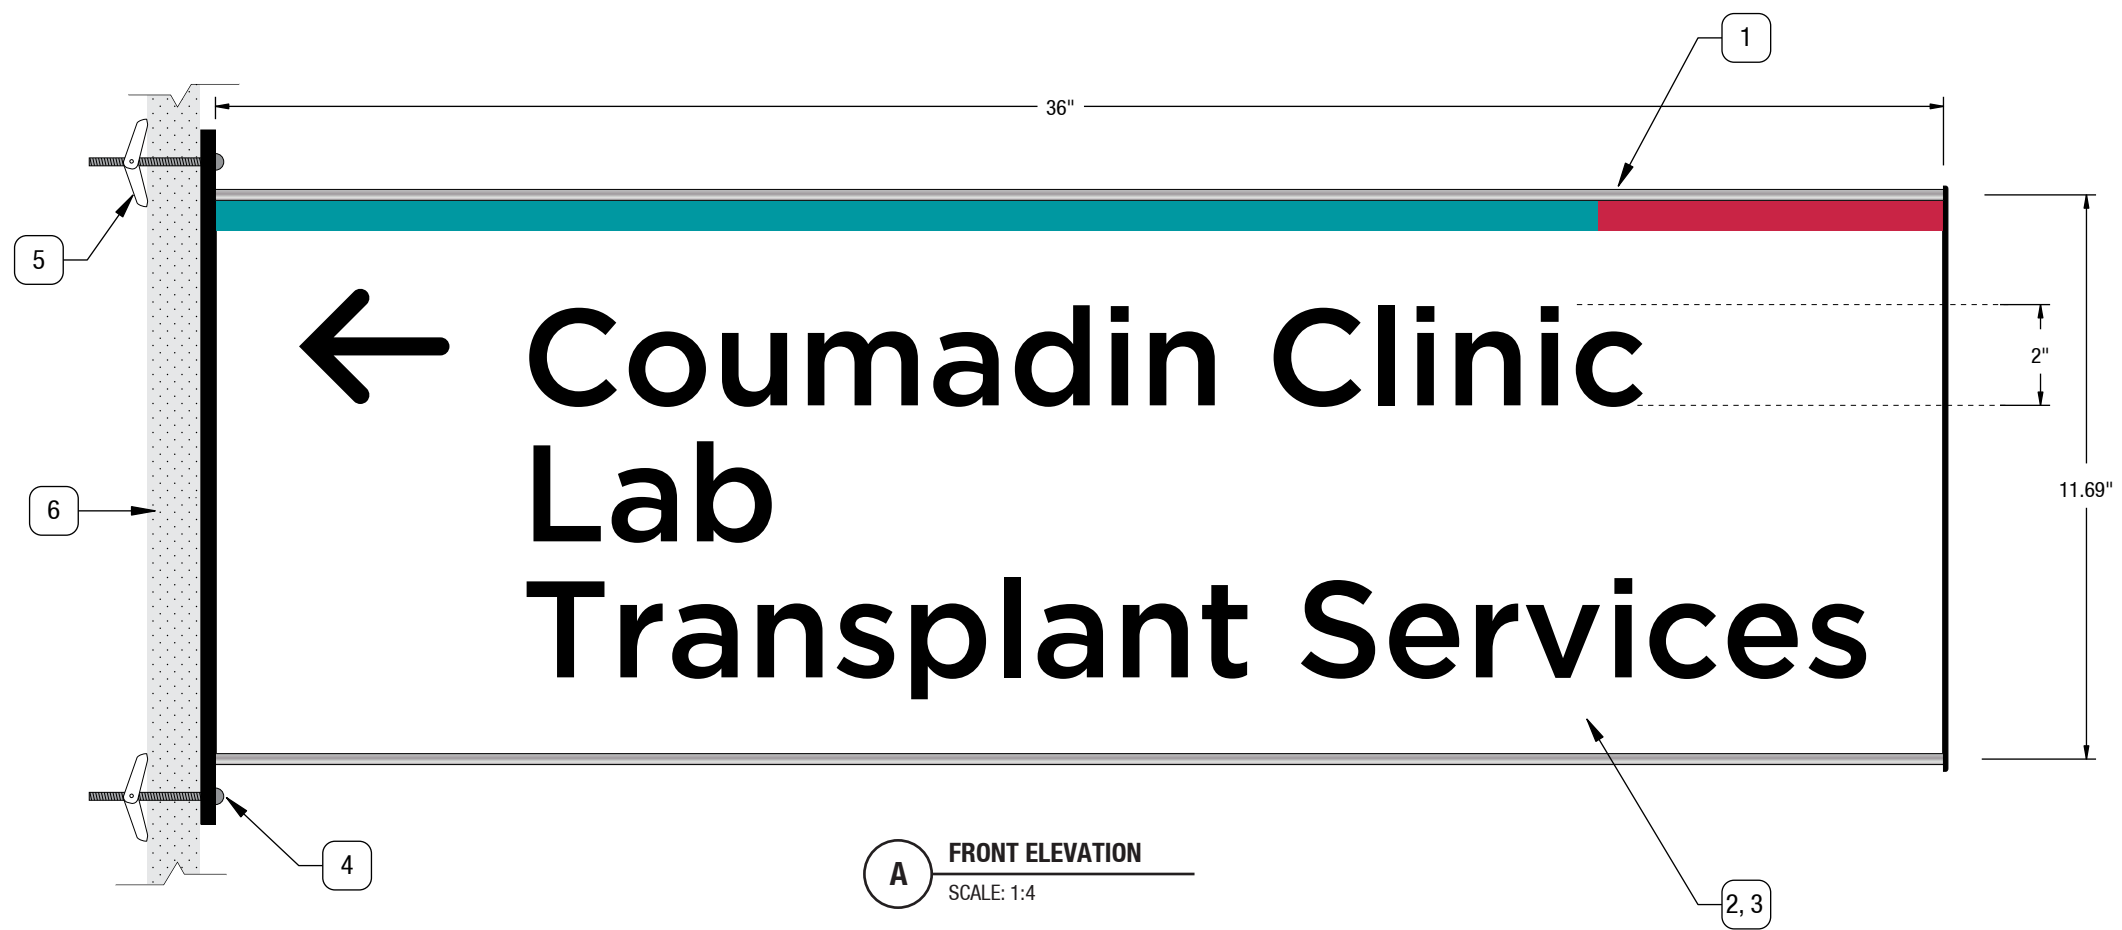 1
36"
5
Coumadin Clinic
2"
Lab
11.69"
6
Transplant Services
4
A
FRONT ELEVATION
SCALE: 1:4
2, 3